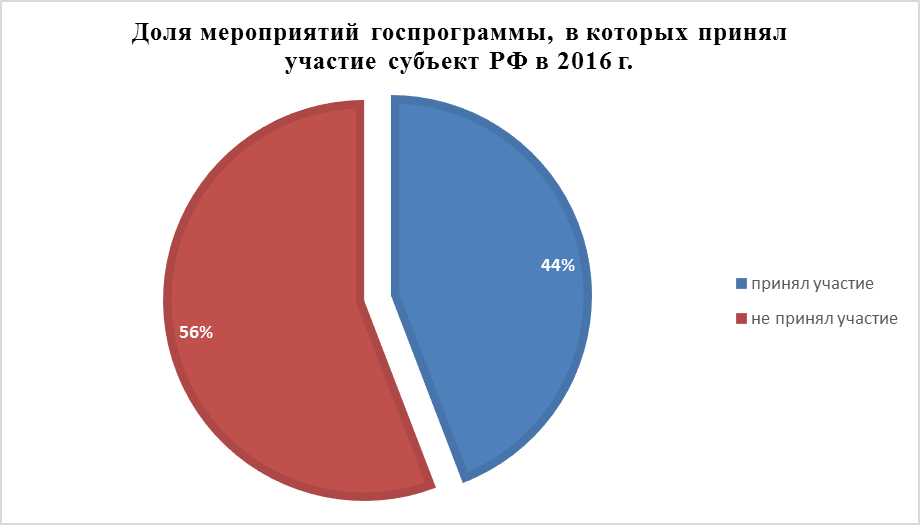 Доля мероприятий госпрограммы, в которых принял
участие субъект РФ в 2016 г.
44%
принял участие
не принял участие
56%